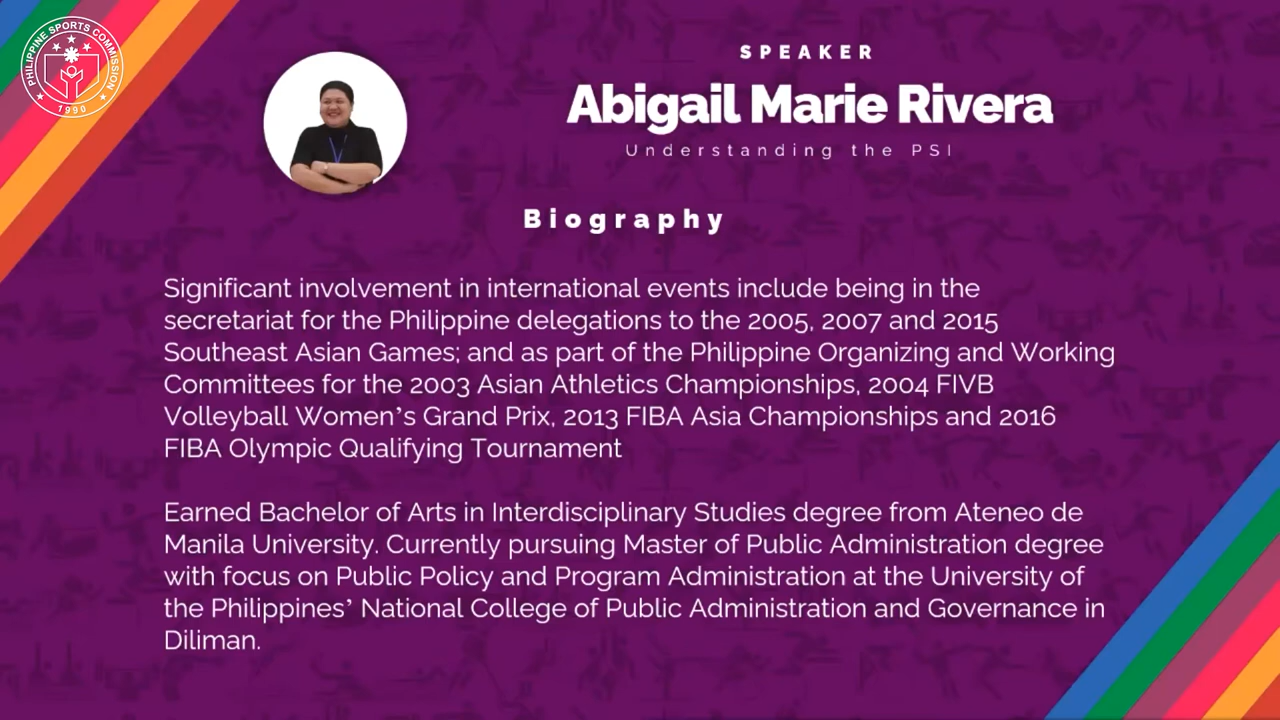 PHILIPPINE SPORTS COMMISSION
1990
SPEAKER
Abigail Marie Rivera
Understanding the PSI
Biography
Significant involvement in international events include being in the
secretariat for the Philippine delegations to the 2005, 2007 and 2015
Southeast Asian Games; and as part of the Philippine Organizing and Working
Committees for the 2003 Asian Athletics Championships, 2004 FIVB
Volleyball Women’s Grand Prix, 2013 FIBA Asia Championships and 2016
FIBA Olympic Qualifying Tournament
Earned Bachelor of Arts in Interdisciplinary Studies degree from Ateneo de
Manila University. Currently pursuing Master of Public Administration degree
with focus on Public Policy and Program Administration at the University of
the Philippines’ National College of Public Administration and Governance in
Diliman.